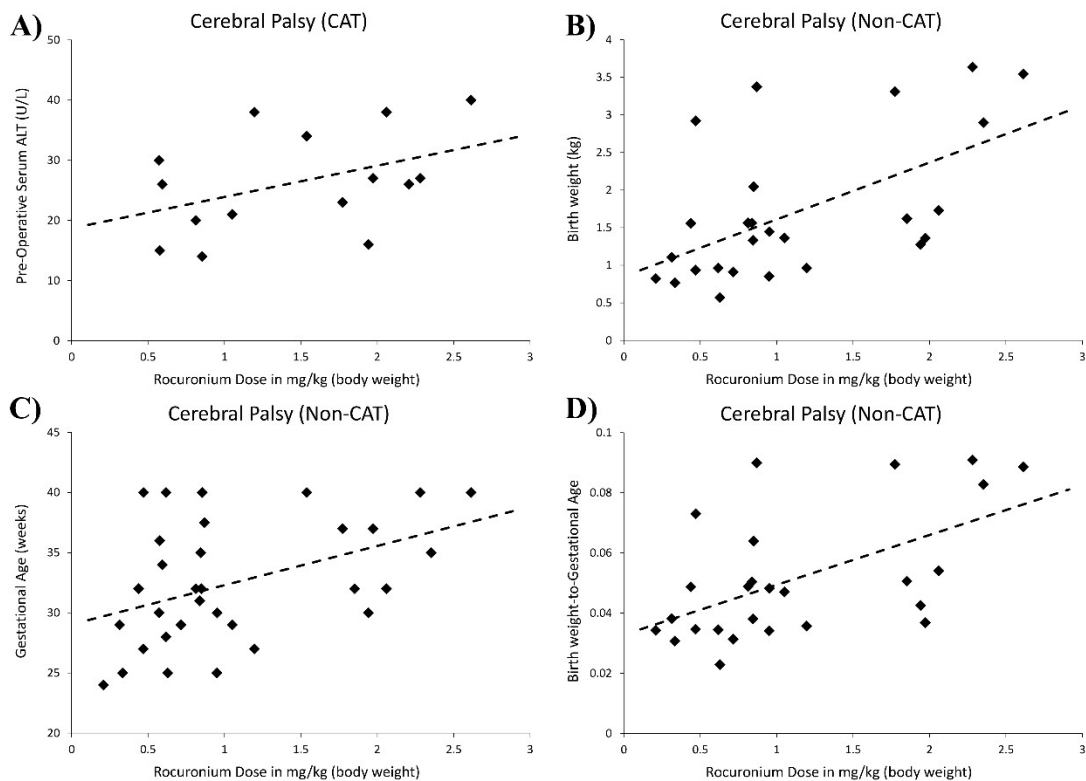 A)
Cerebral Palsy (CAT)
Pre-Operative Serum ALT (U/L)
50
40
30
20
10
0
0 0.5 1 1.5 2 2.5 3
Rocuronium Dose in mg/kg (body weight)
B)
Cerebral Palsy (Non-CAT)
Birth weight (kg)
4
3.5
3
2.5
2
1.5
1
0.5
0
0 0.5 1 1.5 2 2.5 3
Rocuronium Dose in mg/kg (body weight)
C)
Cerebral Palsy (Non-CAT)
Gestational Age (weeks)
45
40
35
30
25
20
0 0.5 1 1.5 2 2.5 3
Rocuronium Dose in mg/kg (body weight)
D)
Cerebral Palsy (Non-CAT)
Birth weight-to-Gestational Age
0.1
0.08
0.06
0.04
0.02
0
0 0.5 1 1.5 2 2.5 3
Rocuronium Dose in mg/kg (body weight)